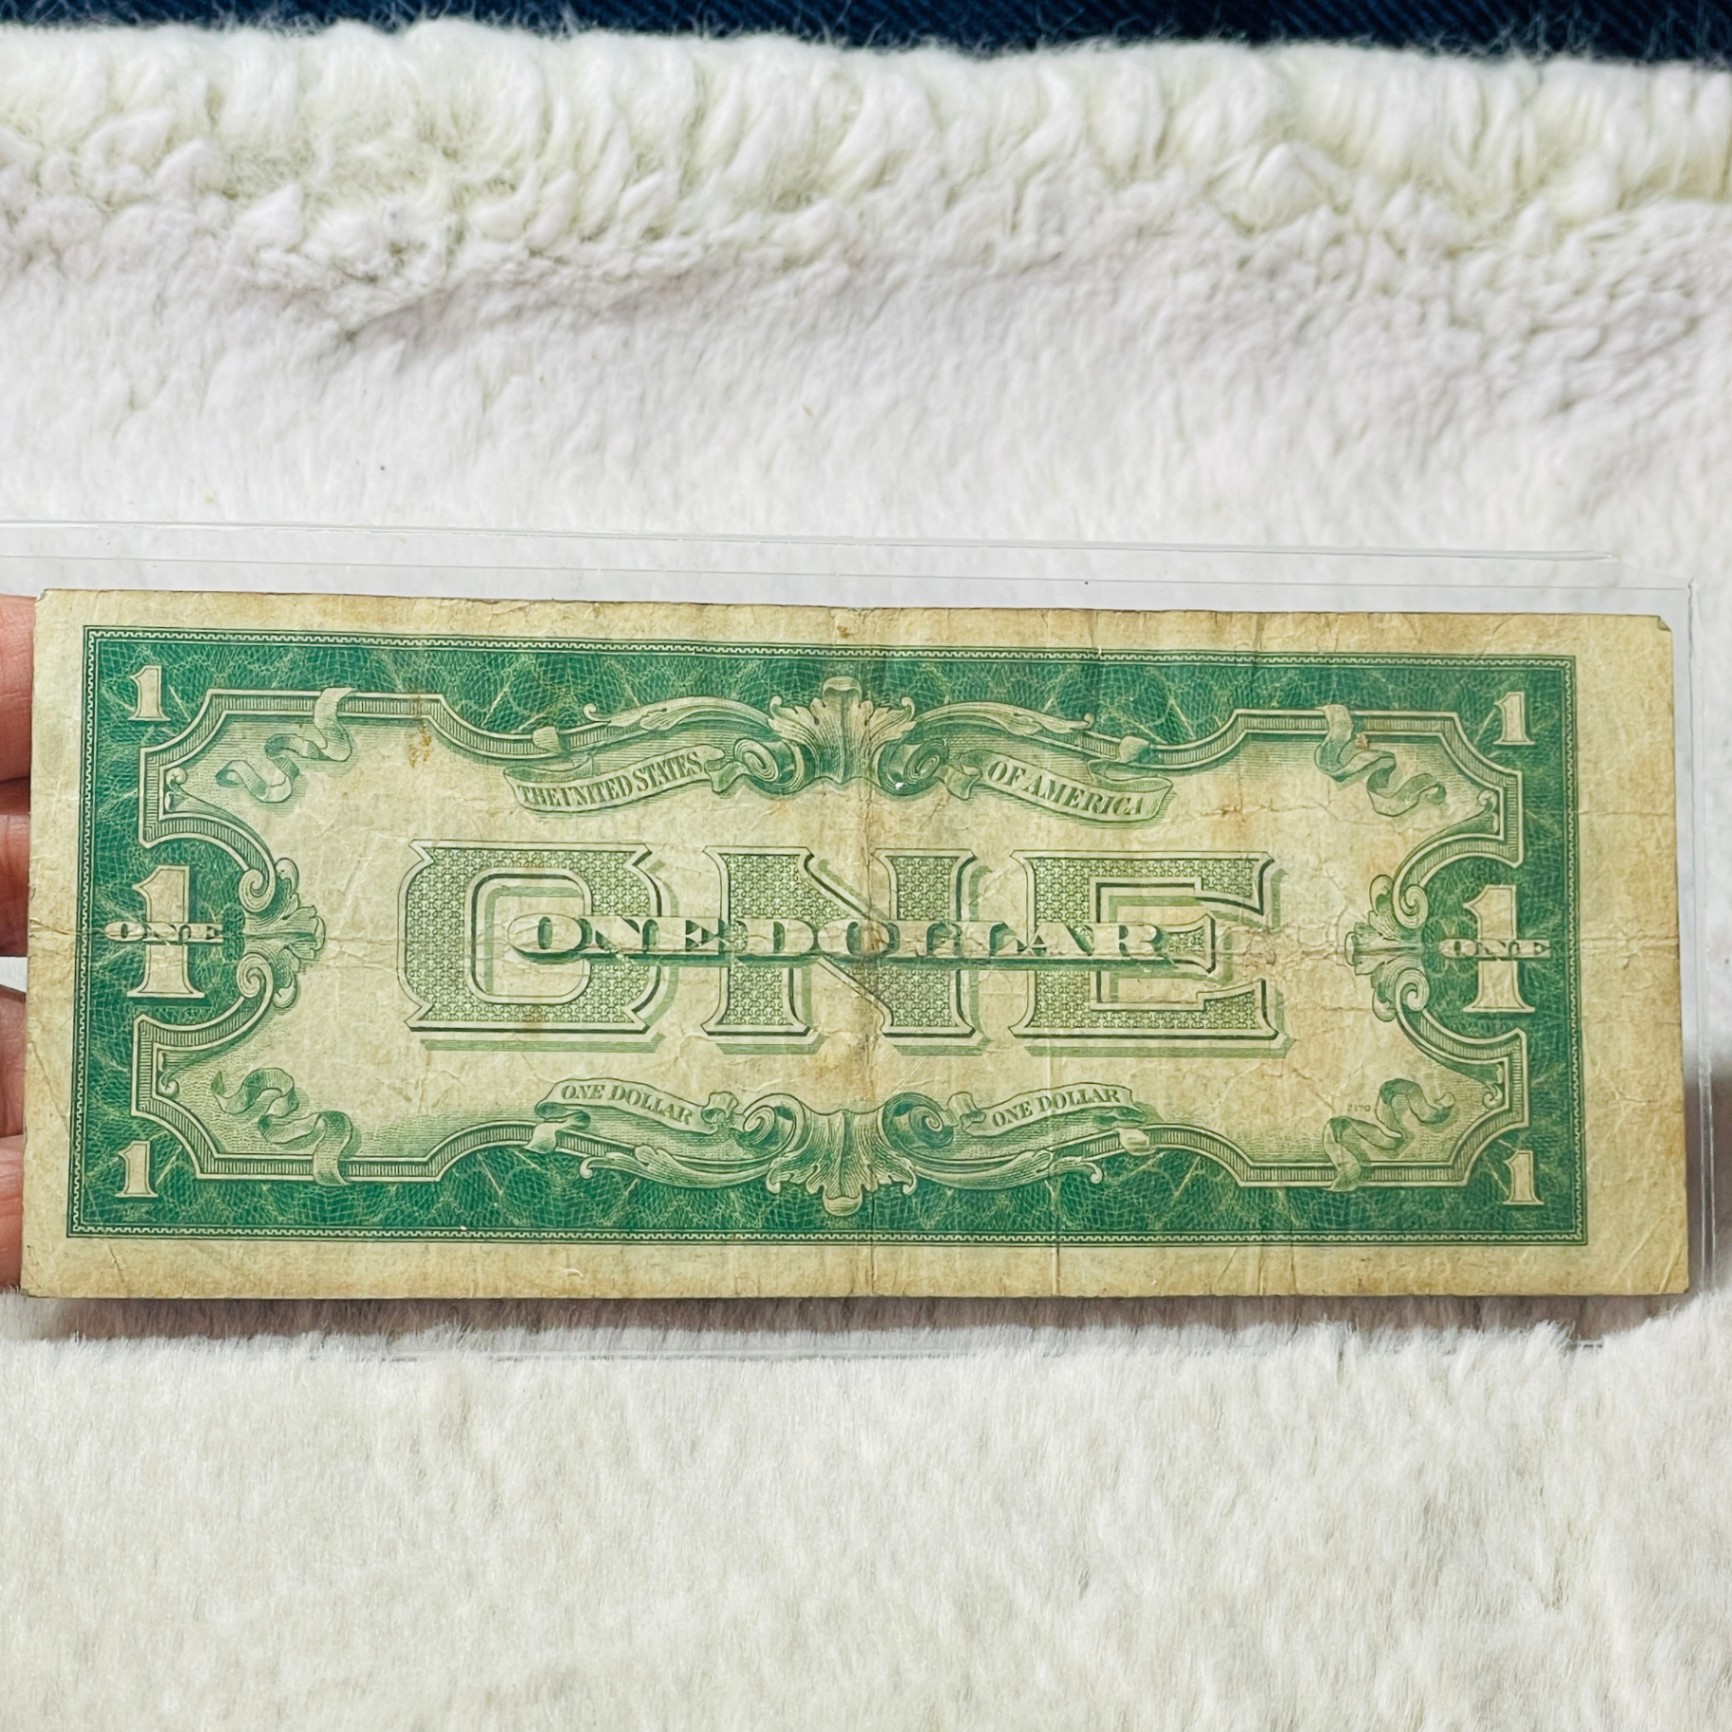 1 1
THE UNITED STATES OF AMERICA
ONE
ONE DOLLAR
1 ONE 1 ONE
ONE DOLLAR ONE DOLLAR
1 1